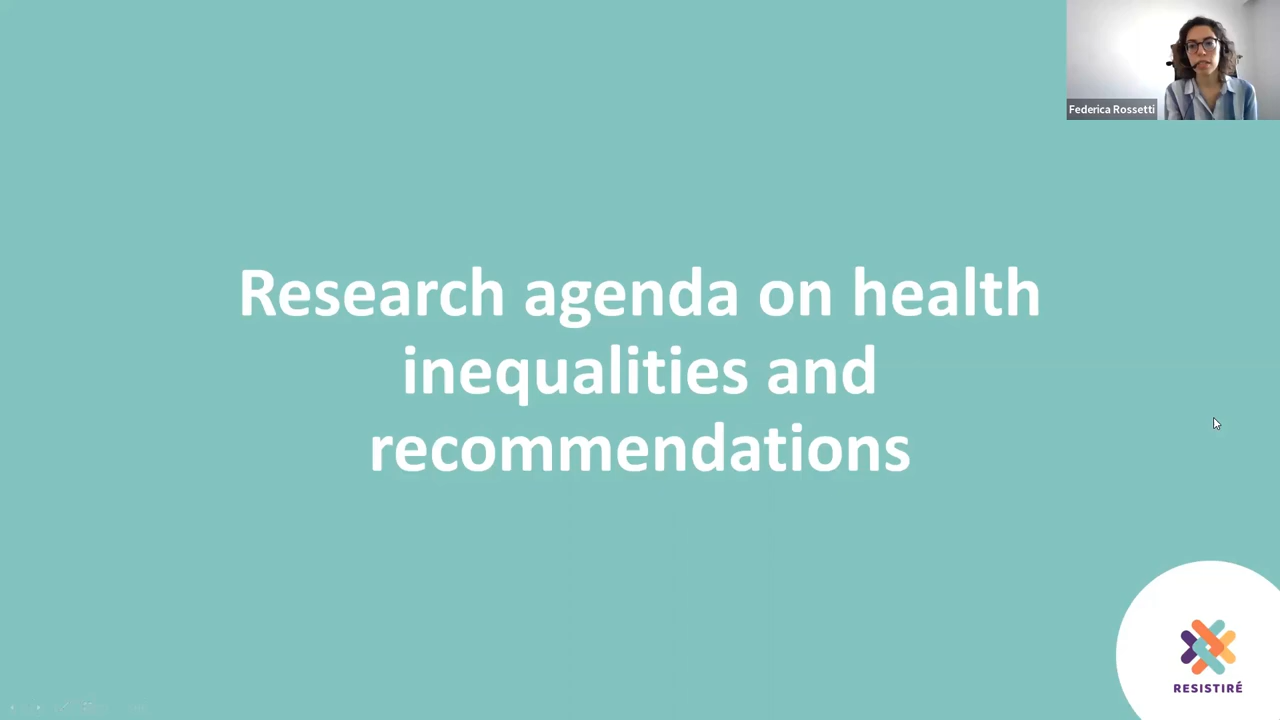 Federica Rossetti
Research agenda on health
inequalities and
recommendations
RESISTIRÉ